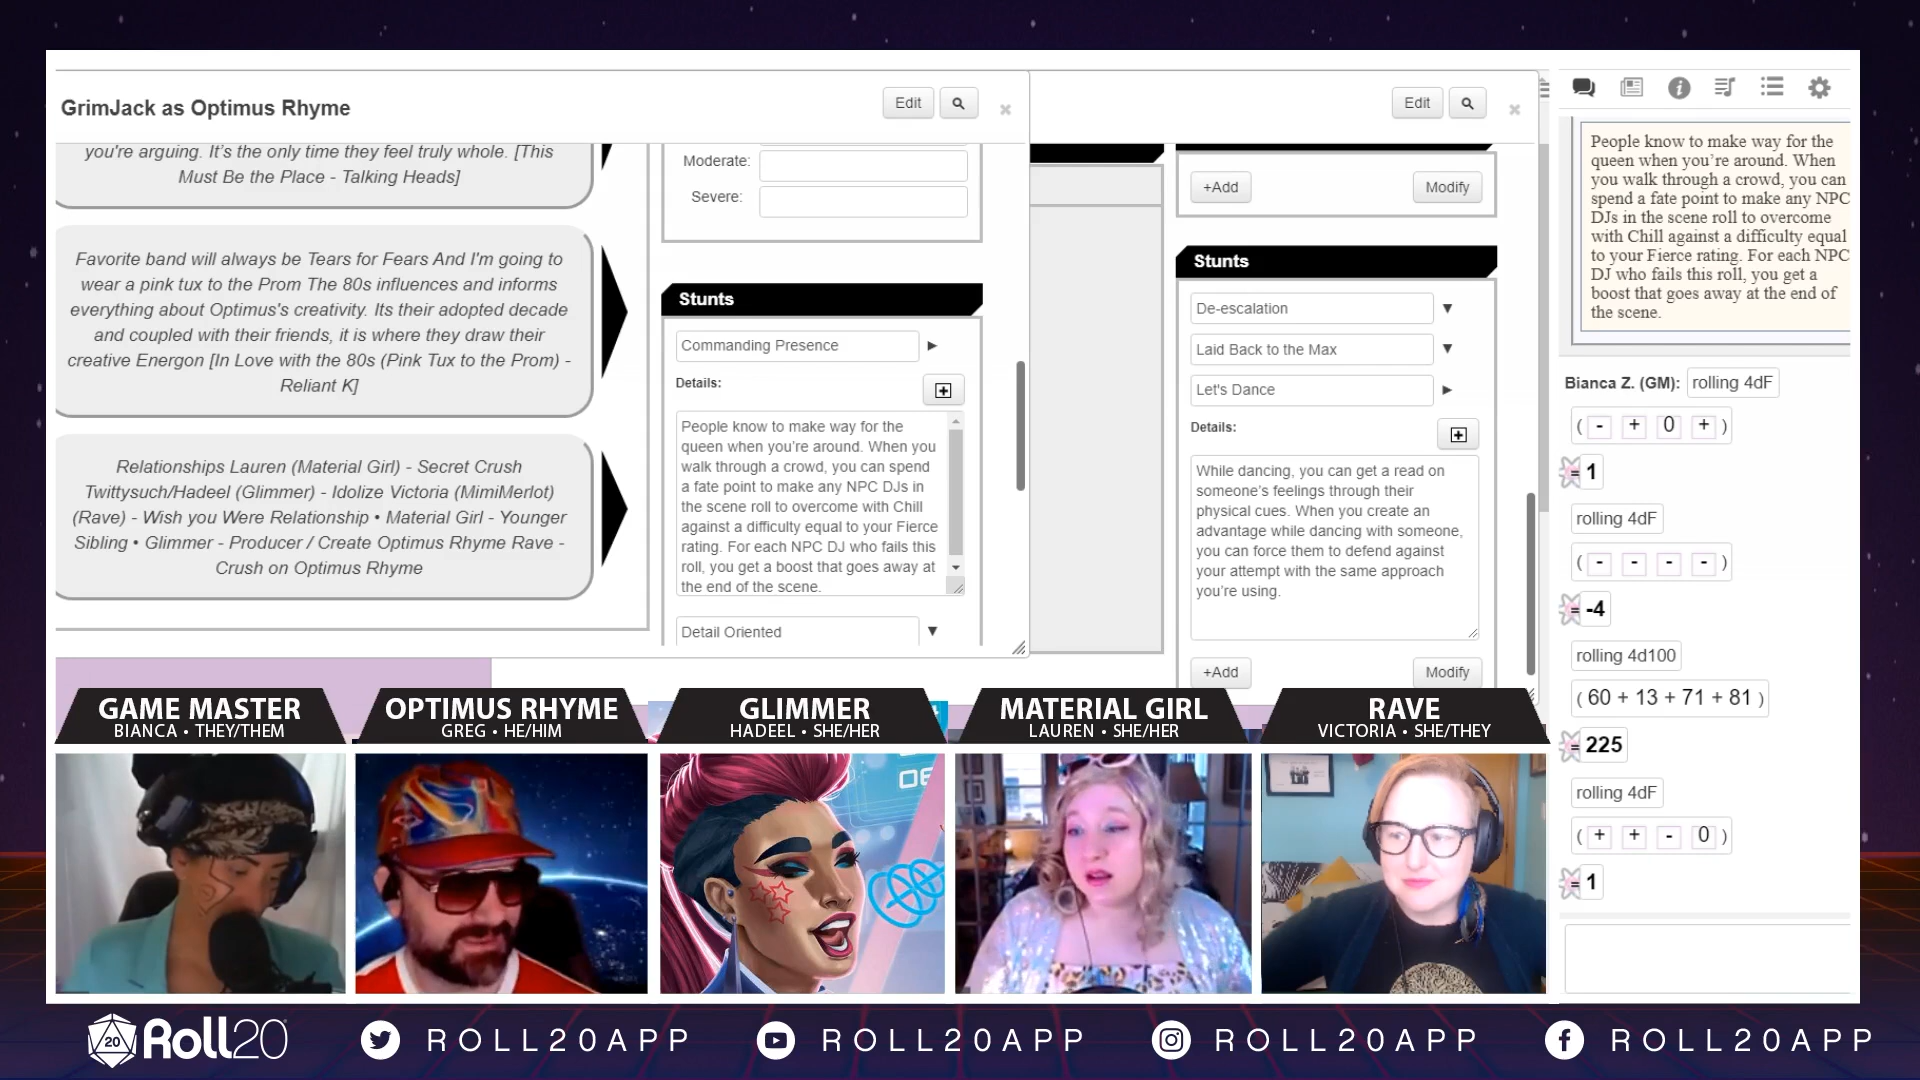 GrimJack as Optimus Rhyme
Edit
you're arguing. It's the only time they feel truly whole. [This
Must Be the Place - Talking Heads]
Favorite band will always be Tears for Fears And I'm going to
wear a pink tux to the Prom The 80s influences and informs
everything about Optimus's creativity. Its their adopted decade
and coupled with their friends, it is where they draw their
creative Energon [In Love with the 80s (Pink Tux to the Prom) -
Reliant K]
Relationships Lauren (Material Girl) - Secret Crush
Twittysuch/Hadeel (Glimmer) - Idolize Victoria (MimiMerlot)
(Rave) - Wish you Were Relationship • Material Girl - Younger
Sibling • Glimmer - Producer / Create Optimus Rhyme Rave -
Crush on Optimus Rhyme
Moderate:
Severe:
Stunts
Commanding Presence
Details:
People know to make way for the
queen when you're around. When you
walk through a crowd, you can spend
a fate point to make any NPC DJs in
the scene roll to overcome with Chill
against a difficulty equal to your Fierce
rating. For each NPC DJ who fails this
roll, you get a boost that goes away at
the end of the scene.
Detail Oriented
Edit
+Add
Modify
Stunts
De-escalation
Laid Back to the Max
Let's Dance
Details:
While dancing, you can get a read on
someone's feelings through their
physical cues. When you create an
advantage while dancing with someone,
you can force them to defend against
your attempt with the same approach
you're using.
+Add
Modify
People know to make way for the
queen when you're around. When
you walk through a crowd, you can
spend a fate point to make any NPC
DJs in the scene roll to overcome
with Chill against a difficulty equal
to your Fierce rating. For each NPC
DJ who fails this roll, you get a
boost that goes away at the end of
the scene.
Bianca Z. (GM): rolling 4dF
( - + 0 + )
= 1
rolling 4dF
( - - - - )
= -4
rolling 4d100
( 60 + 13 + 71 + 81 )
= 225
rolling 4dF
( + + - 0 )
= 1
GAME MASTER
BIANCA • THEY/THEM
OPTIMUS RHYME
GREG • HE/HIM
GLIMMER
HADEEL • SHE/HER
MATERIAL GIRL
LAUREN • SHE/HER
RAVE
VICTORIA • SHE/THEY
20 Roll20
ROLL20APP
ROLL20APP
ROLL20APP
ROLL20APP